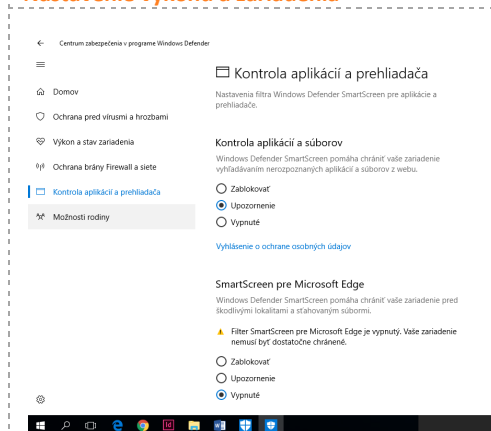 Nastavenie výkonu a zariadenia
Centrum zabezpečenia v programe Windows Defender
Domov
Ochrana pred vírusmi a hrozbami
Výkon a stav zariadenia
Ochrana brány Firewall a siete
Kontrola aplikácií a prehliadača
Možnosti rodiny
Kontrola aplikácií a prehliadača
Nastavenia filtra Windows Defender SmartScreen pre aplikácie a
prehliadače.
Kontrola aplikácií a súborov
Windows Defender SmartScreen pomáha chrániť vaše zariadenie
vyhľadávaním nerozpoznaných aplikácií a súborov z webu.
Zablokovať
Upozornenie
Vypnuté
Vyhlásenie o ochrane osobných údajov
SmartScreen pre Microsoft Edge
Windows Defender SmartScreen pomáha chrániť vaše zariadenie pred
škodlivými lokalitami a sťahovaným súbormi.
Filter SmartScreen pre Microsoft Edge je vypnutý. Vaše zariadenie
nemusí byť dostatočne chránené.
Zablokovať
Upozornenie
Vypnuté